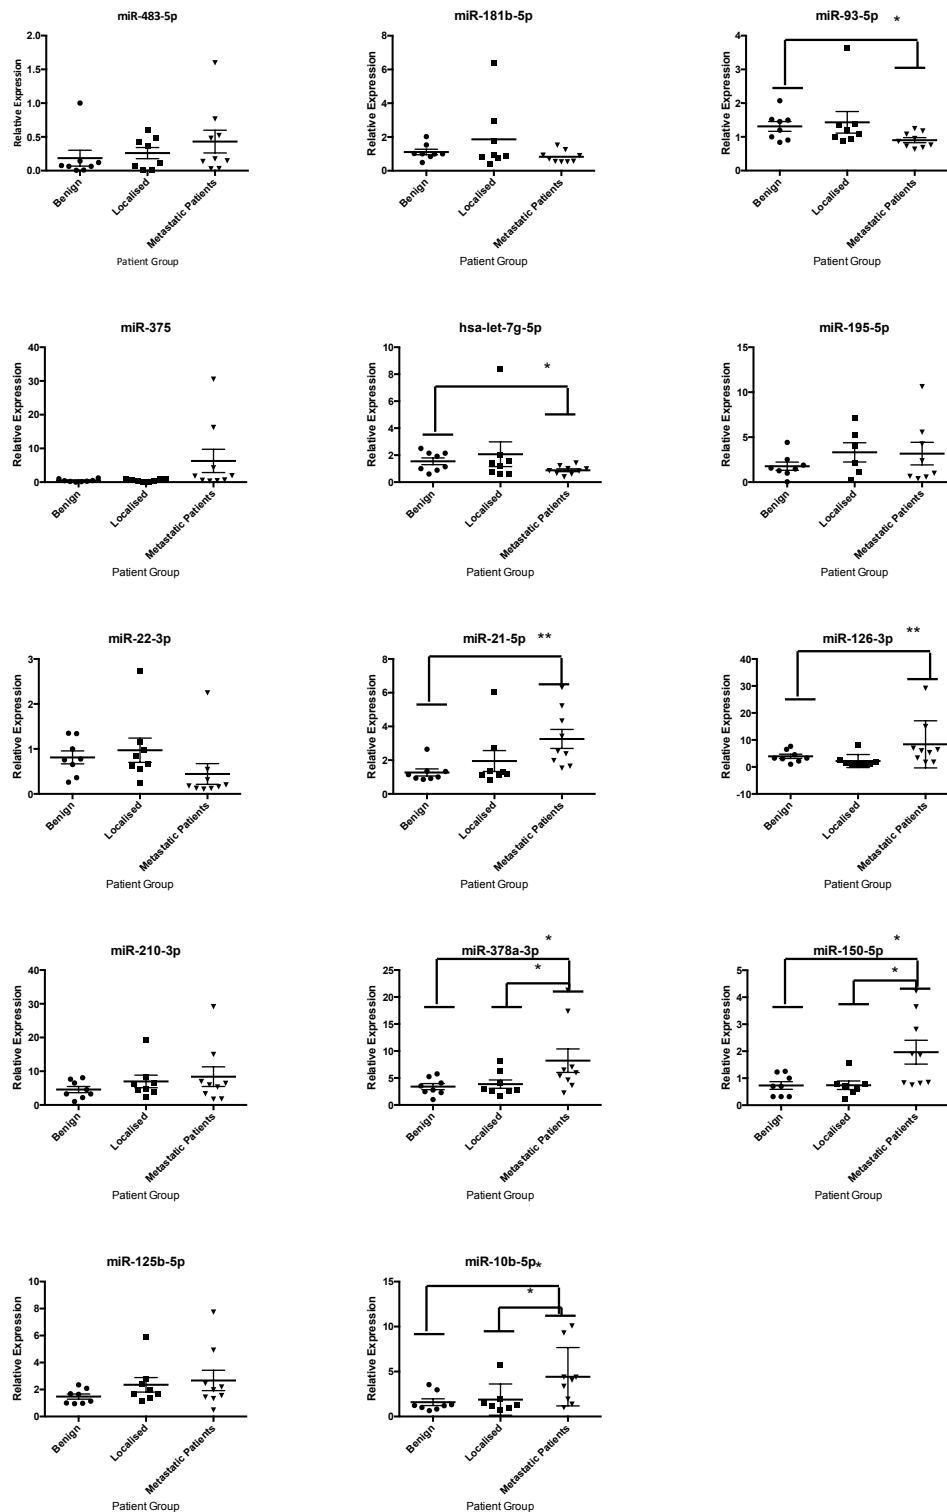 miR-483-5p
Relative Expression
2.0
1.5
1.0
0.5
0.0
Benign
Localised
Metastatic Patients
Patient Group
miR-181b-5p
Relative Expression
8
6
4
2
0
Benign
Localised
Metastatic Patients
Patient Group
miR-93-5p
*
Relative Expression
4
3
2
1
0
Benign
Localised
Metastatic Patients
Patient Group
miR-375
Relative Expression
40
30
20
10
0
Benign
Localised
Metastatic Patients
Patient Group
hsa-let-7g-5p
*
Relative Expression
10
8
6
4
2
0
Benign
Localised
Metastatic Patients
Patient Group
miR-195-5p
Relative Expression
15
10
5
0
Benign
Localised
Metastatic Patients
Patient Group
miR-22-3p
Relative Expression
3
2
1
0
Benign
Localised
Metastatic Patients
Patient Group
miR-21-5p
**
Relative Expression
8
6
4
2
0
Benign
Localised
Metastatic Patients
Patient Group
miR-126-3p
**
Relative Expression
40
30
20
10
0
-10
Benign
Localised
Metastatic Patients
Patient Group
miR-210-3p
Relative Expression
40
30
20
10
0
Benign
Localised
Metastatic Patients
Patient Group
miR-378a-3p
*
*
Relative Expression
25
20
15
10
5
0
Benign
Localised
Metastatic Patients
Patient Group
miR-150-5p
*
*
Relative Expression
5
4
3
2
1
0
Benign
Localised
Metastatic Patients
Patient Group
miR-125b-5p
Relative Expression
10
8
6
4
2
0
Benign
Localised
Metastatic Patients
Patient Group
miR-10b-5p*
*
Relative Expression
15
10
5
0
Benign
Localised
Metastatic Patients
Patient Group